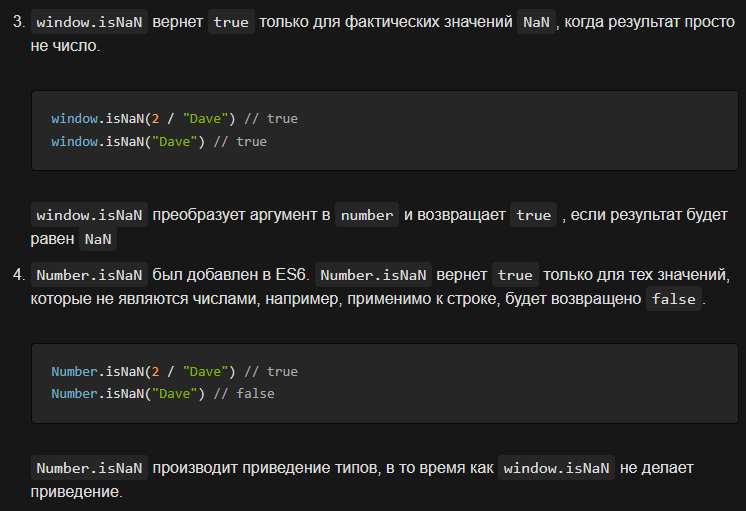 3. window.isNaN вернет true только для фактических значений NaN, когда результат просто
не число.
window.isNaN(2 / "Dave") // true
window.isNaN("Dave") // true
window.isNaN преобразует аргумент в number и возвращает true , если результат будет
равен NaN
4. Number.isNaN был добавлен в ES6. Number.isNaN вернет true только для тех значений,
которые не являются числами, например, применимо к строке, будет возвращено false.
Number.isNaN(2 / "Dave") // true
Number.isNaN("Dave") // false
Number.isNaN производит приведение типов, в то время как window.isNaN не делает
приведение.